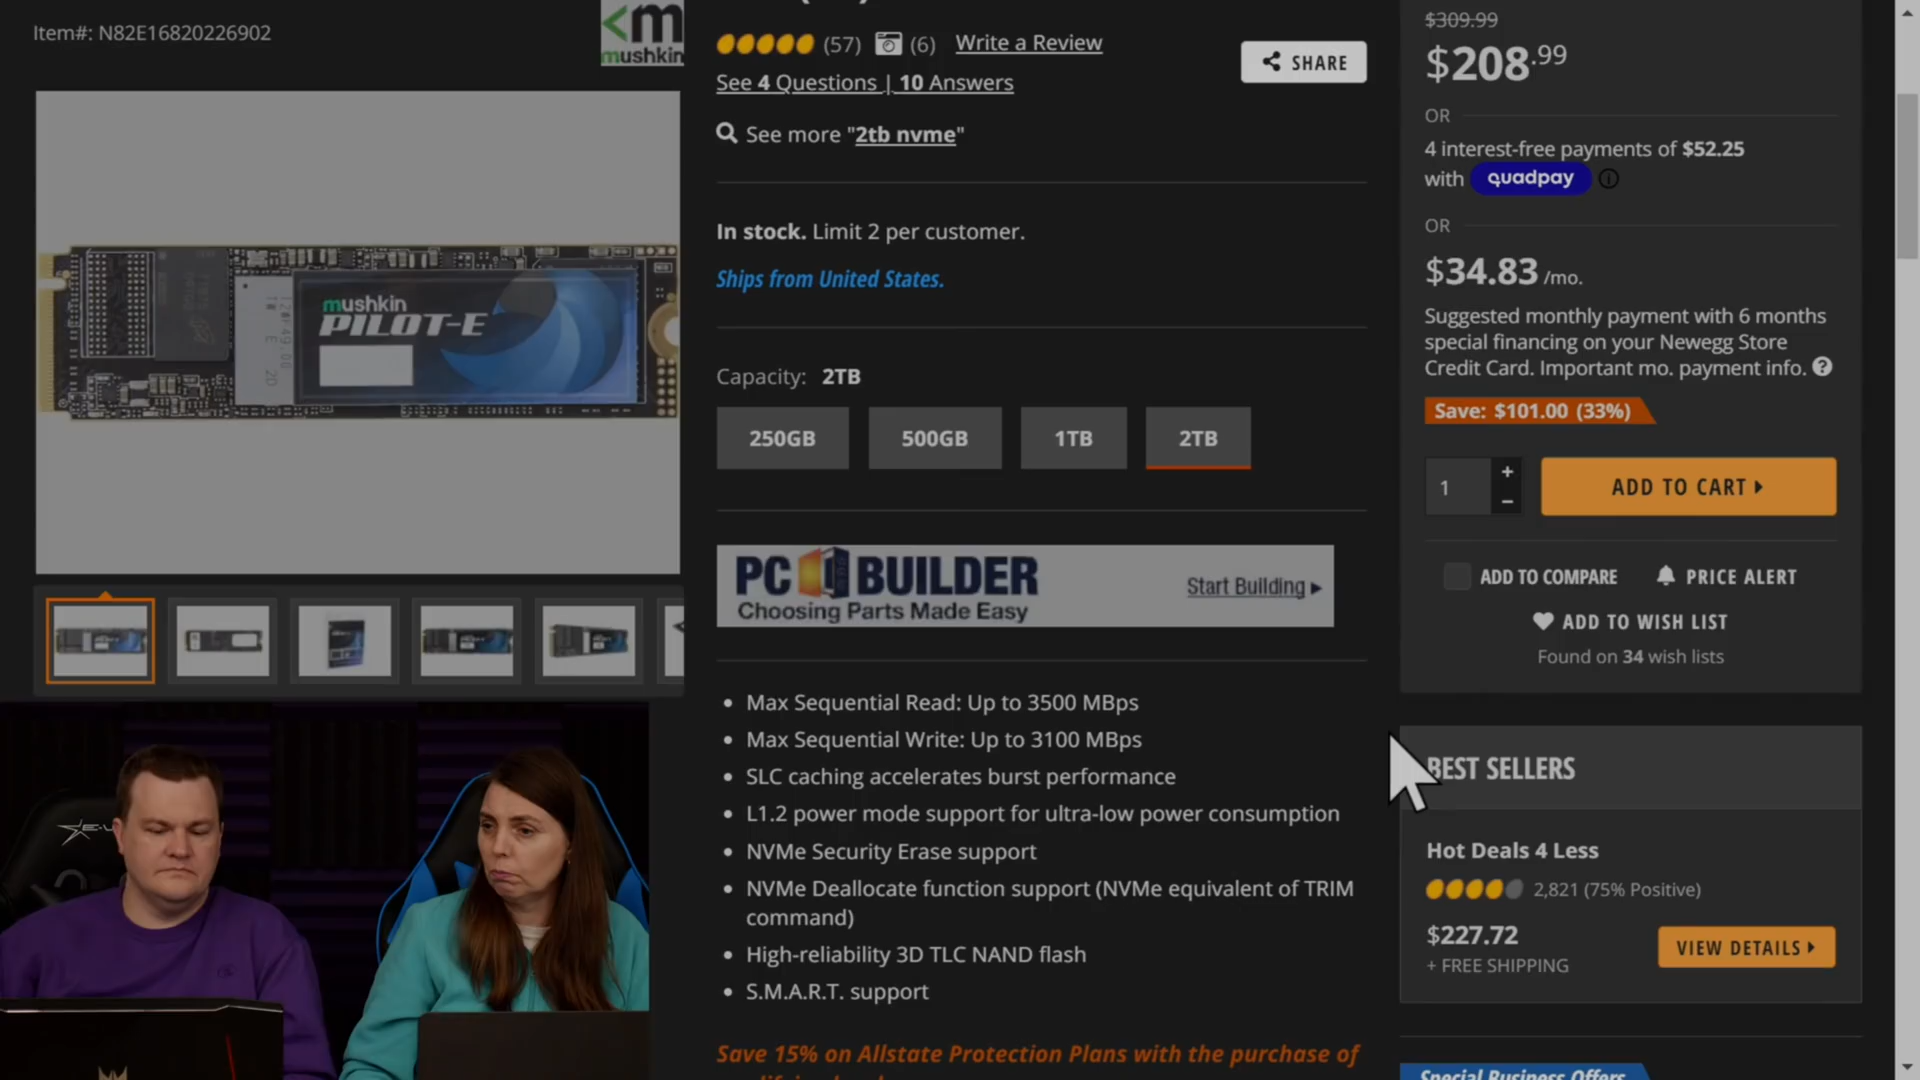 Item#: N82E16820226902
mushkin
(57) (6) Write a Review
See 4 Questions | 10 Answers
SHARE
See more "2tb nvme"
In stock. Limit 2 per customer.
Ships from United States.
mushkin
PILOT-E
Capacity: 2TB
250GB
500GB
1TB
2TB
PC BUILDER
Choosing Parts Made Easy
Start Building
Max Sequential Read: Up to 3500 MBps
Max Sequential Write: Up to 3100 MBps
SLC caching accelerates burst performance
L1.2 power mode support for ultra-low power consumption
NVMe Security Erase support
NVMe Deallocate function support (NVMe equivalent of TRIM
command)
High-reliability 3D TLC NAND flash
S.M.A.R.T. support
Save 15% on Allstate Protection Plans with the purchase of
$309.99
$208.99
OR
4 interest-free payments of $52.25
with quadpay
OR
$34.83 /mo.
Suggested monthly payment with 6 months
special financing on your Newegg Store
Credit Card. Important mo. payment info.
Save: $101.00 (33%)
1
ADD TO CART
ADD TO COMPARE
PRICE ALERT
ADD TO WISH LIST
Found on 34 wish lists
BEST SELLERS
Hot Deals 4 Less
2,821 (75% Positive)
$227.72
+ FREE SHIPPING
VIEW DETAILS
Special Business Offers